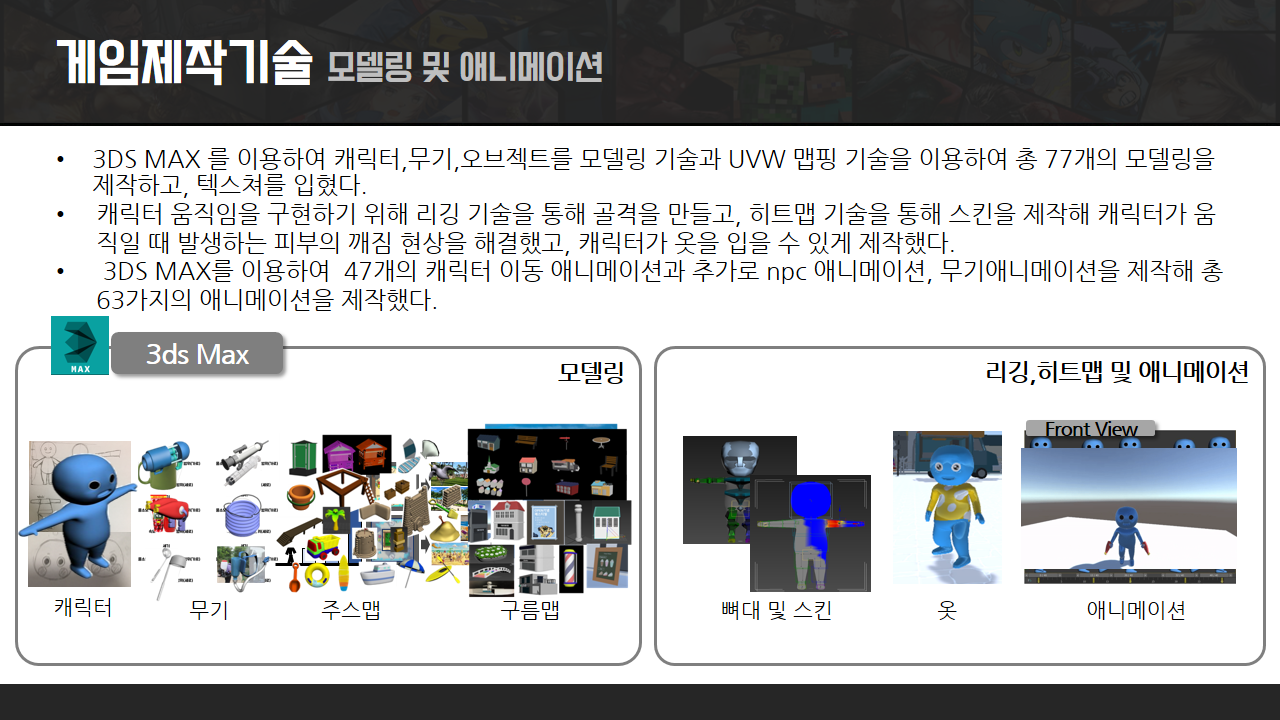 게임제작기술 모델링 및 애니메이션
• 3DS MAX 를 이용하여 캐릭터,무기,오브젝트를 모델링 기술과 UVW 맵핑 기술을 이용하여 총 77개의 모델링을
제작하고, 텍스쳐를 입혔다.
• 캐릭터 움직임을 구현하기 위해 리깅 기술을 통해 골격을 만들고, 히트맵 기술을 통해 스킨을 제작해 캐릭터가 움
직일 때 발생하는 피부의 깨짐 현상을 해결했고, 캐릭터가 옷을 입을 수 있게 제작했다.
• 3DS MAX를 이용하여 47개의 캐릭터 이동 애니메이션과 추가로 npc 애니메이션, 무기애니메이션을 제작해 총
63가지의 애니메이션을 제작했다.
MAX
3ds Max
모델링
캐릭터
무기
주스맵
구름맵
리깅,히트맵 및 애니메이션
Front View
뼈대 및 스킨
옷
애니메이션